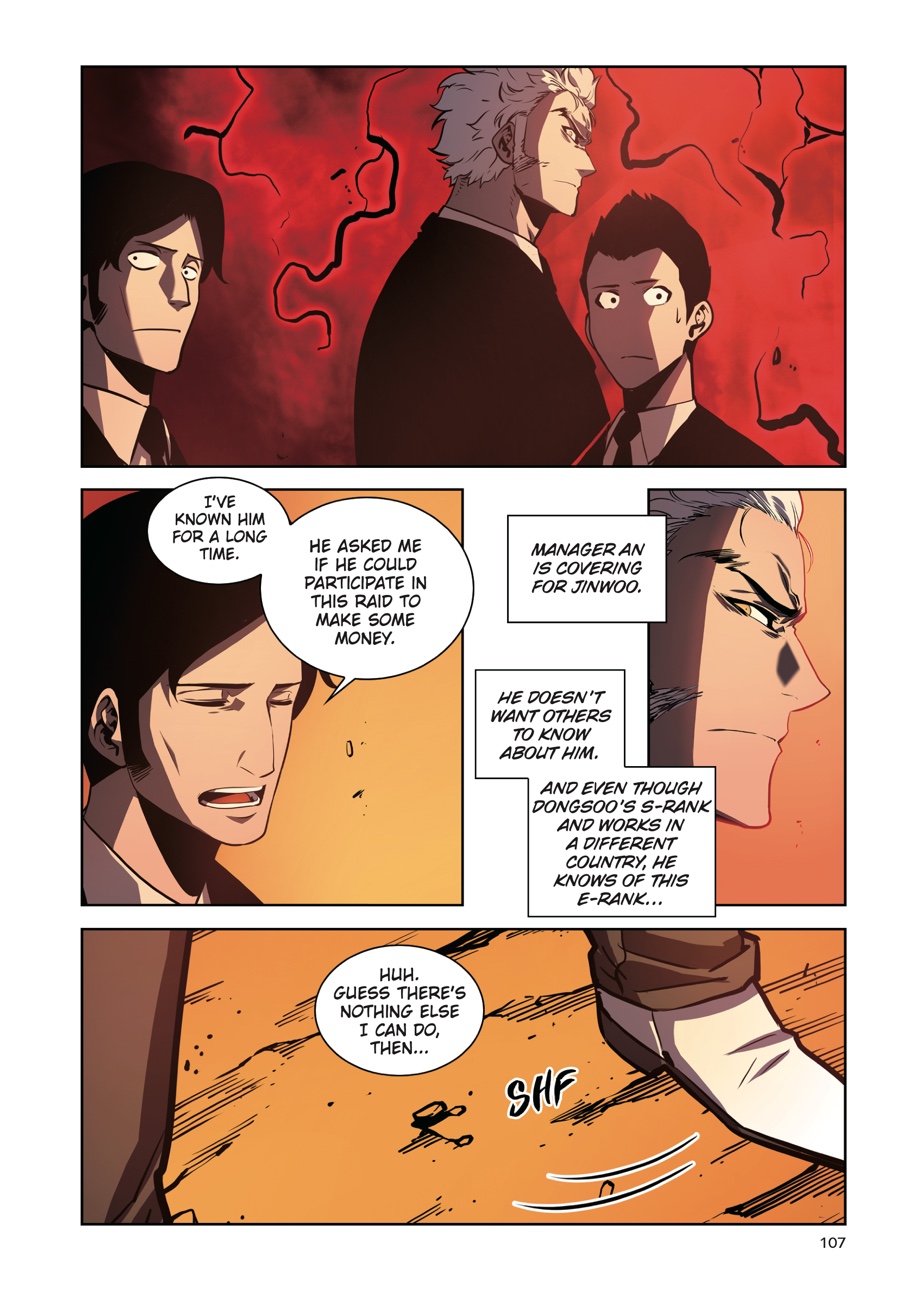 I'VE
KNOWN HIM
FOR A LONG
TIME.
HE ASKED ME
IF HE COULD
PARTICIPATE IN
THIS RAID TO
MAKE SOME
MONEY.
MANAGER AN
IS COVERING
FOR JINWOO.
HE DOESN'T
WANT OTHERS
TO KNOW
ABOUT HIM.
AND EVEN THOUGH
DONGSOO'S S-RANK
AND WORKS IN
A DIFFERENT
COUNTRY, HE
KNOWS OF THIS
E-RANK...
HUH.
GUESS THERE'S
NOTHING ELSE
I CAN DO,
THEN...
SHF
107